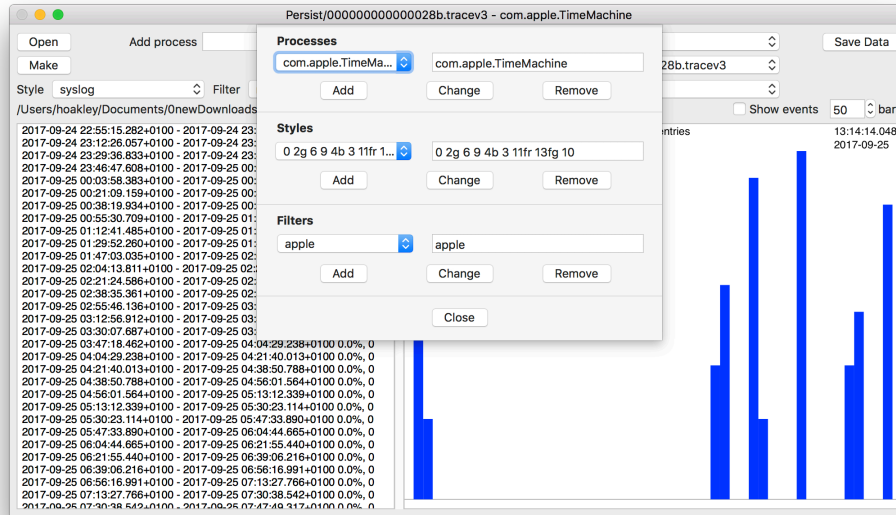 Persist/000000000000028b.tracev3 - com.apple.TimeMachine
Open Add process Save Data
Make 28b.tracev3
Style syslog Filter
/Users/hoakley/Documents/0newDownloads Show events 50 bar
Processes
com.apple.TimeMa... com.apple.TimeMachine
Add Change Remove
Styles
0 2g 6 9 4b 3 11fr 1... 0 2g 6 9 4b 3 11fr 13fg 10
Add Change Remove
Filters
apple apple
Add Change Remove
Close
entries 13:14:14.048
2017-09-25
2017-09-24 22:55:15.282+0100 - 2017-09-24 23:
2017-09-24 23:12:26.057+0100 - 2017-09-24 23:
2017-09-24 23:29:36.833+0100 - 2017-09-24 23:
2017-09-24 23:46:47.608+0100 - 2017-09-25 00:
2017-09-25 00:03:58.383+0100 - 2017-09-25 00:
2017-09-25 00:21:09.159+0100 - 2017-09-25 00:
2017-09-25 00:38:19.934+0100 - 2017-09-25 00:
2017-09-25 00:55:30.709+0100 - 2017-09-25 01:
2017-09-25 01:12:41.485+0100 - 2017-09-25 01:
2017-09-25 01:29:52.260+0100 - 2017-09-25 01:
2017-09-25 01:47:03.035+0100 - 2017-09-25 02:
2017-09-25 02:04:13.811+0100 - 2017-09-25 02:
2017-09-25 02:21:24.586+0100 - 2017-09-25 02:
2017-09-25 02:38:35.361+0100 - 2017-09-25 02:
2017-09-25 02:55:46.136+0100 - 2017-09-25 03:
2017-09-25 03:12:56.912+0100 - 2017-09-25 03:
2017-09-25 03:30:07.687+0100 - 2017-09-25 03:
2017-09-25 03:47:18.462+0100 - 2017-09-25 04:04:29.238+0100 0.0%, 0
2017-09-25 04:04:29.238+0100 - 2017-09-25 04:21:40.013+0100 0.0%, 0
2017-09-25 04:21:40.013+0100 - 2017-09-25 04:38:50.788+0100 0.0%, 0
2017-09-25 04:38:50.788+0100 - 2017-09-25 04:56:01.564+0100 0.0%, 0
2017-09-25 04:56:01.564+0100 - 2017-09-25 05:13:12.339+0100 0.0%, 0
2017-09-25 05:13:12.339+0100 - 2017-09-25 05:30:23.114+0100 0.0%, 0
2017-09-25 05:30:23.114+0100 - 2017-09-25 05:47:33.890+0100 0.0%, 0
2017-09-25 05:47:33.890+0100 - 2017-09-25 06:04:44.665+0100 0.0%, 0
2017-09-25 06:04:44.665+0100 - 2017-09-25 06:21:55.440+0100 0.0%, 0
2017-09-25 06:21:55.440+0100 - 2017-09-25 06:39:06.216+0100 0.0%, 0
2017-09-25 06:39:06.216+0100 - 2017-09-25 06:56:16.991+0100 0.0%, 0
2017-09-25 06:56:16.991+0100 - 2017-09-25 07:13:27.766+0100 0.0%, 0
2017-09-25 07:13:27.766+0100 - 2017-09-25 07:30:38.542+0100 0.0%, 0
2017-09-25 07:30:38.542+0100 - 2017-09-25 07:47:49.317+0100 0.0%, 0